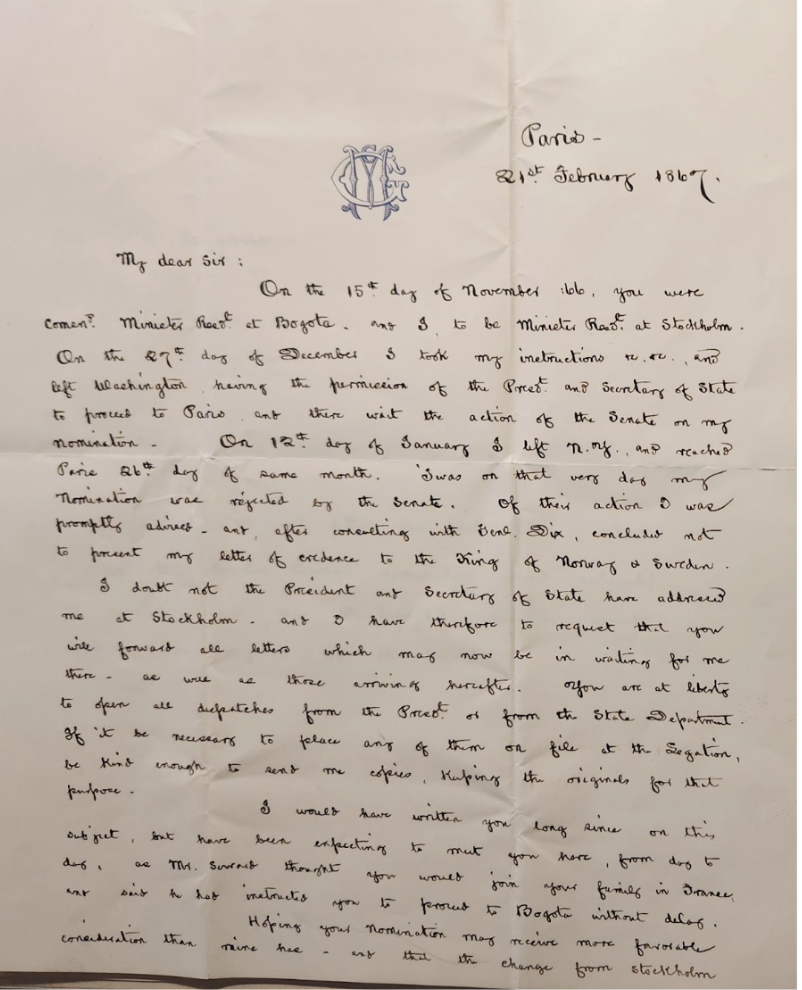 Paris -
21st February 1867.
My dear Sir :
On the 15th day of November '66, you were
comend Minister Resdt at Bogota. and I, to be Minister Resdt at Stockholm.
On the 27th day of December I took my instructions &c. &c., and
left Washington, having the permission of the Presdt. and Secretary of State
to proceed to Paris, and there wait the action of the Senate on my
nomination - On 12th day of January I left N.Y., and reached
Paris 26th day of same month. 'Twas on that very day my
Nomination was rejected by the Senate. Of their action I was
promptly advised - and, after consulting with Genl. Dix, concluded not
to present my letter of credence to the King of Norway & Sweden.
I doubt not the President and Secretary of State have addressed
me at Stockholm - and I have therefore to request that you
will forward all letters which may now be in waiting for me
there - as well as those arriving hereafter. You are at liberty
to open all dispatches from the Presdt. or from the State Department.
If it be necessary to place any of them on file at the Legation,
be kind enough to send me copies, Keeping the originals for that
purpose.
I would have written you long since on this
subject, but have been expecting to meet you here, from day to
day, as Mr. Seward thought you would join your family in France,
and said he had instructed you to proceed to Bogota without delay.
Hoping your Nomination may receive more favorable
consideration than mine has - and that the change from Stockholm